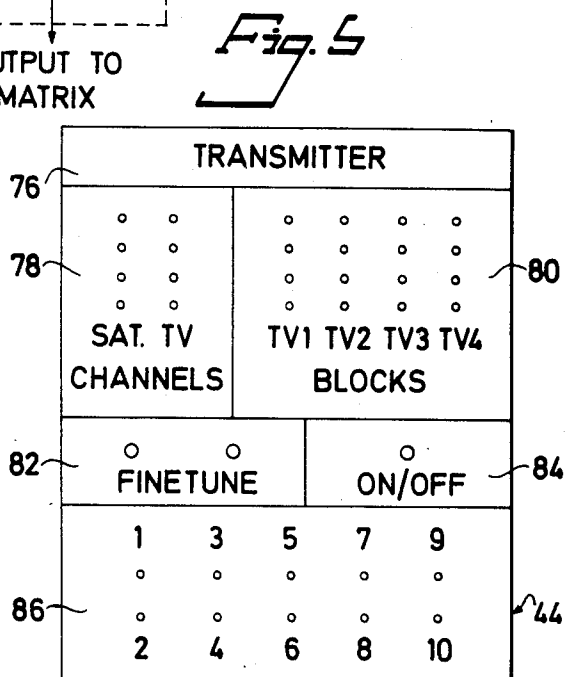 UTPUT TO
MATRIX
Fig. 5
TRANSMITTER
76
78
80
SAT. TV
TV1 TV2 TV3 TV4
CHANNELS
BLOCKS
82
84
FINETUNE
ON/OFF
1 3 5 7 9
86
44
2 4 6 8 10